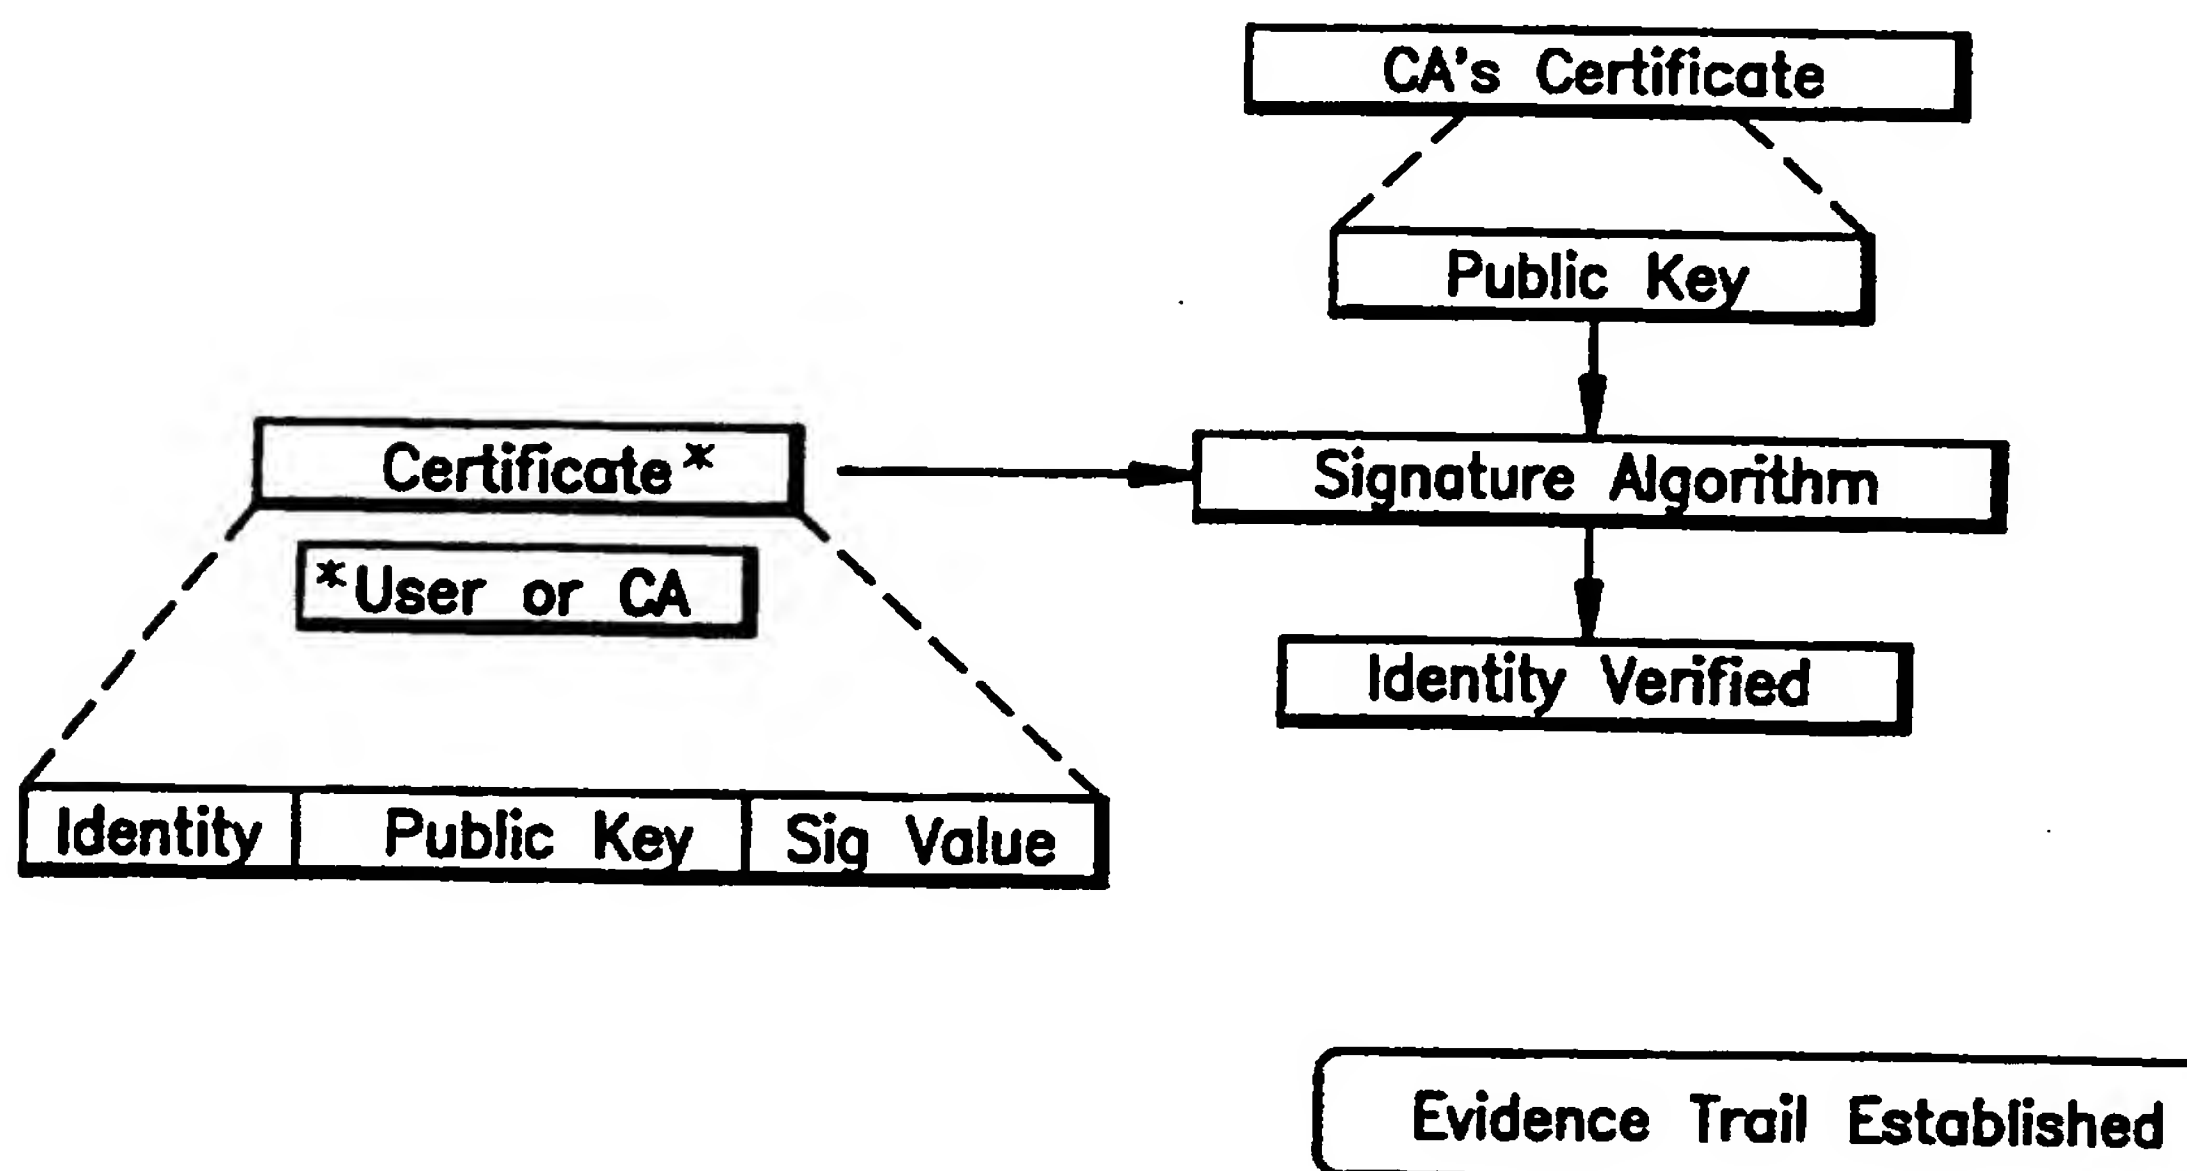 CA's Certificate
Public Key
Certificate*
Signature Algorithm
*User or CA
Identity Verified
Identity Public Key Sig Value
Evidence Trail Established